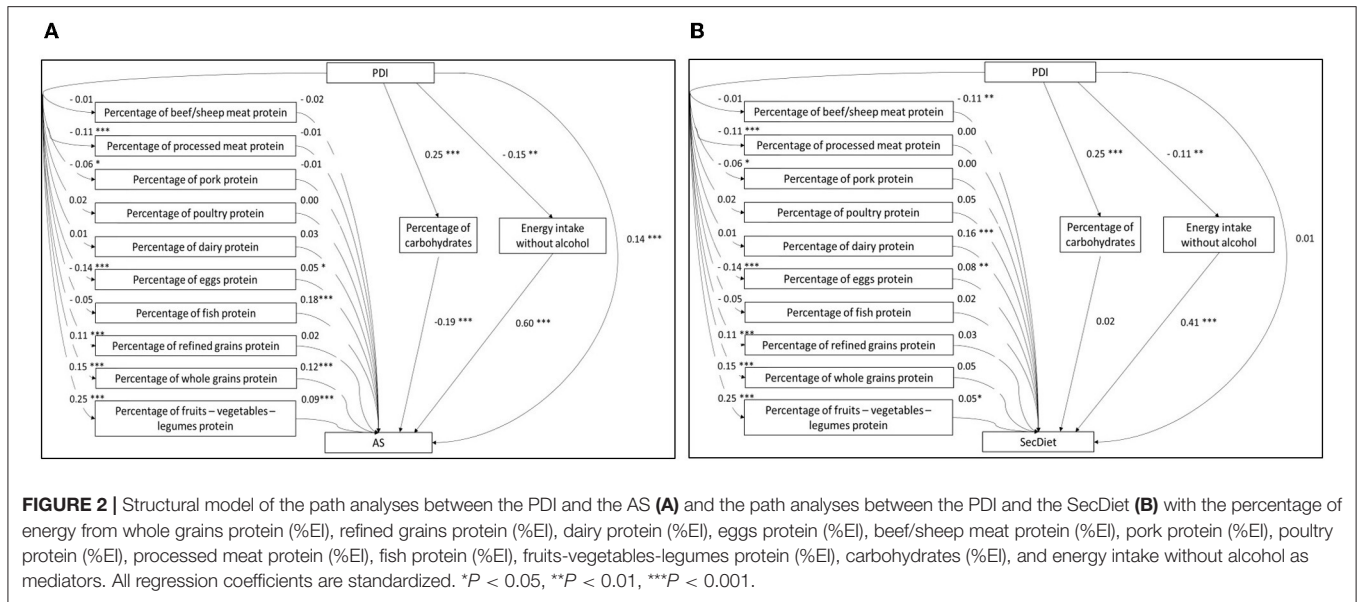 A
PDI
- 0.01 Percentage of beef/sheep meat protein - 0.02
- 0.11 *** Percentage of processed meat protein -0.01
- 0.06 * Percentage of pork protein -0.01
0.02 Percentage of poultry protein 0.00
0.01 Percentage of dairy protein 0.03
- 0.14 *** Percentage of eggs protein 0.05 *
- 0.05 Percentage of fish protein 0.18***
0.11 *** Percentage of refined grains protein 0.02
0.15 *** Percentage of whole grains protein 0.12***
0.25 *** Percentage of fruits – vegetables – 0.09***
legumes protein
0.25 ***
- 0.15 **
Percentage of
carbohydrates
Energy intake
without alcohol
0.14 ***
-0.19 ***
0.60 ***
AS
B
PDI
-0.01 Percentage of beef/sheep meat protein - 0.11 **
-0.11 *** Percentage of processed meat protein 0.00
-0.06 * Percentage of pork protein 0.00
0.02 Percentage of poultry protein 0.05
0.01 Percentage of dairy protein 0.16 ***
- 0.14 *** Percentage of eggs protein 0.08 **
- 0.05 Percentage of fish protein 0.02
0.11 *** Percentage of refined grains protein 0.03
0.15 *** Percentage of whole grains protein 0.05
0.25 *** Percentage of fruits – vegetables – 0.05*
legumes protein
0.25 ***
- 0.11 **
Percentage of
carbohydrates
Energy intake
without alcohol
0.01
0.02
0.41 ***
SecDiet
FIGURE 2 | Structural model of the path analyses between the PDI and the AS (A) and the path analyses between the PDI and the SecDiet (B) with the percentage of
energy from whole grains protein (%EI), refined grains protein (%EI), dairy protein (%EI), eggs protein (%EI), beef/sheep meat protein (%EI), pork protein (%EI), poultry
protein (%EI), processed meat protein (%EI), fish protein (%EI), fruits-vegetables-legumes protein (%EI), carbohydrates (%EI), and energy intake without alcohol as
mediators. All regression coefficients are standardized. *P < 0.05, **P < 0.01, ***P < 0.001.